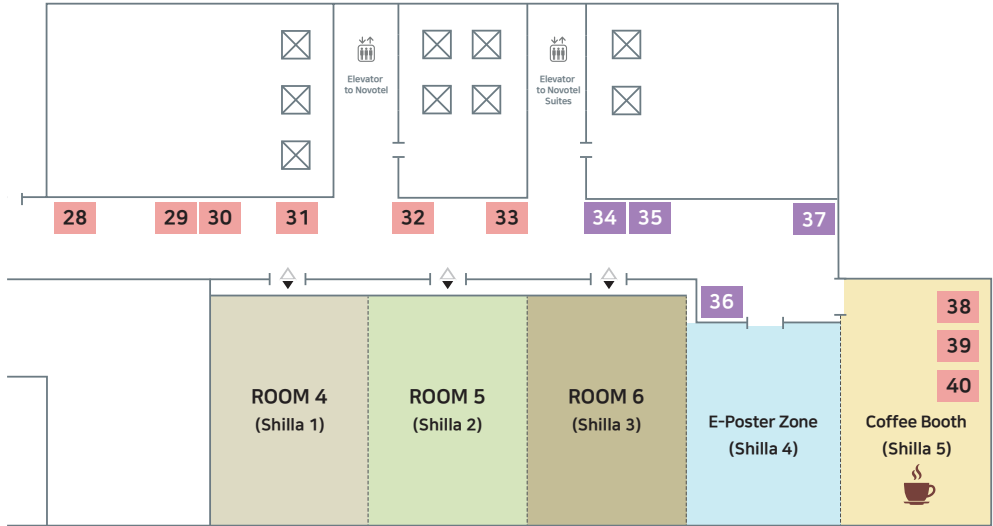 Elevator
to Novotel
Elevator
to Novotel
Suites
28
29
30
31
32
33
34
35
37
36
38
39
40
ROOM 4
(Shilla 1)
ROOM 5
(Shilla 2)
ROOM 6
(Shilla 3)
E-Poster Zone
(Shilla 4)
Coffee Booth
(Shilla 5)